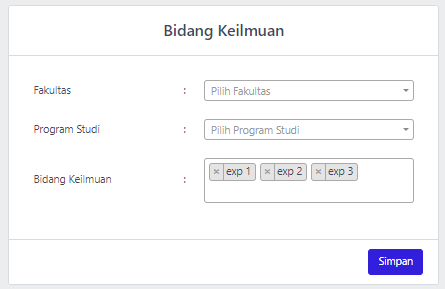 Bidang Keilmuan
Fakultas : Pilih Fakultas
Program Studi : Pilih Program Studi
Bidang Keilmuan : × exp 1 × exp 2 × exp 3
Simpan